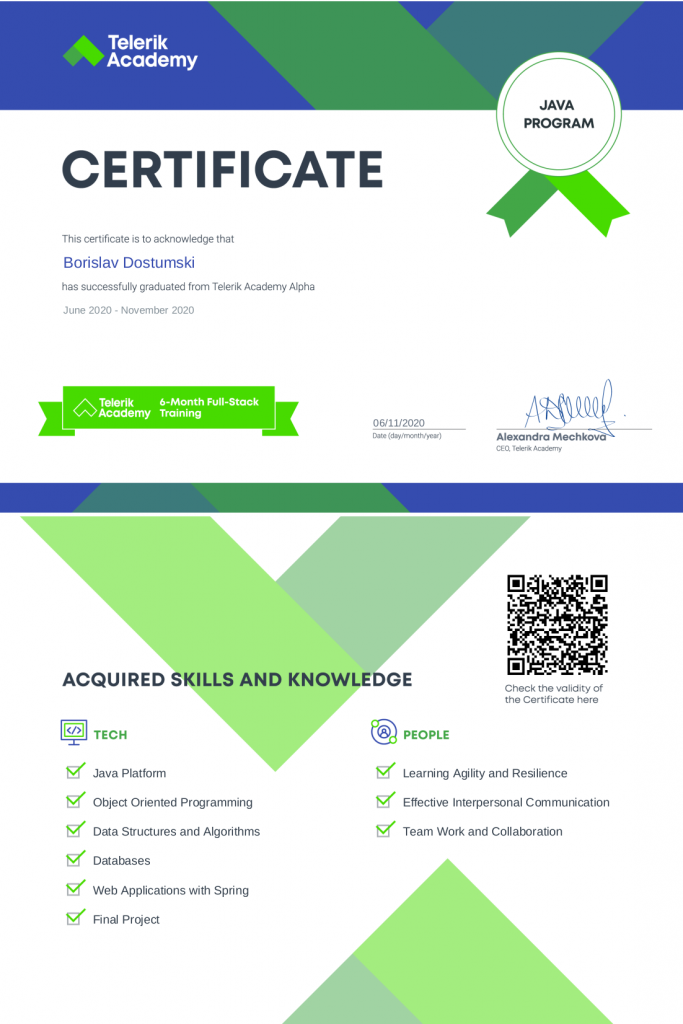 Telerik
Academy
JAVA
PROGRAM
CERTIFICATE
This certificate is to acknowledge that
Borislav Dostumski
has successfully graduated from Telerik Academy Alpha
June 2020 - November 2020
Telerik
Academy
6-Month Full-Stack
Training
06/11/2020
Date (day/month/year)
Alexandra Mechkova
CEO, Telerik Academy
Check the validity of
the Certificate here
ACQUIRED SKILLS AND KNOWLEDGE
TECH
Java Platform
Object Oriented Programming
Data Structures and Algorithms
Databases
Web Applications with Spring
Final Project
PEOPLE
Learning Agility and Resilience
Effective Interpersonal Communication
Team Work and Collaboration